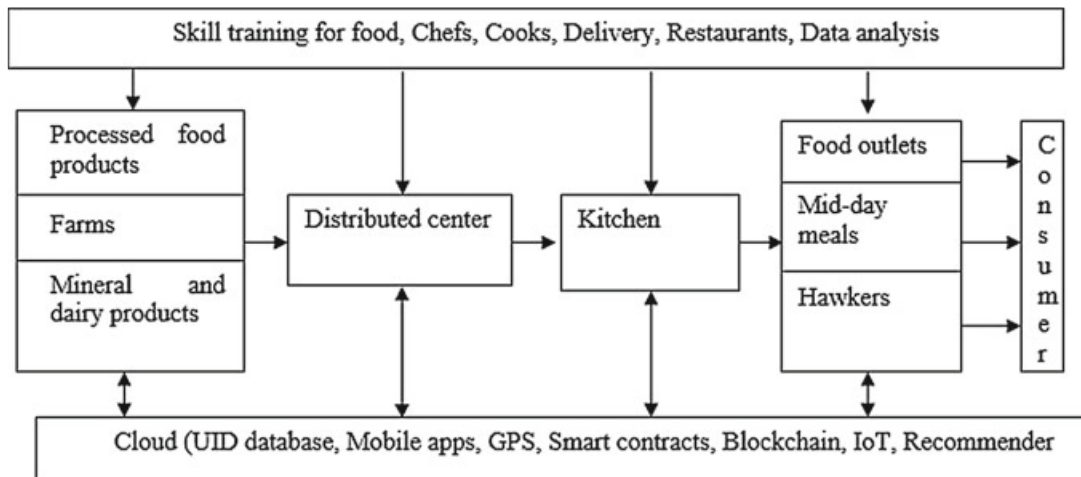 Skill training for food, Chefs, Cooks, Delivery, Restaurants, Data analysis
Processed food
products
Farms
Mineral and
dairy products
Distributed center
Kitchen
Food outlets
Mid-day
meals
Hawkers
Consumer
Cloud (UID database, Mobile apps, GPS, Smart contracts, Blockchain, IoT, Recommender